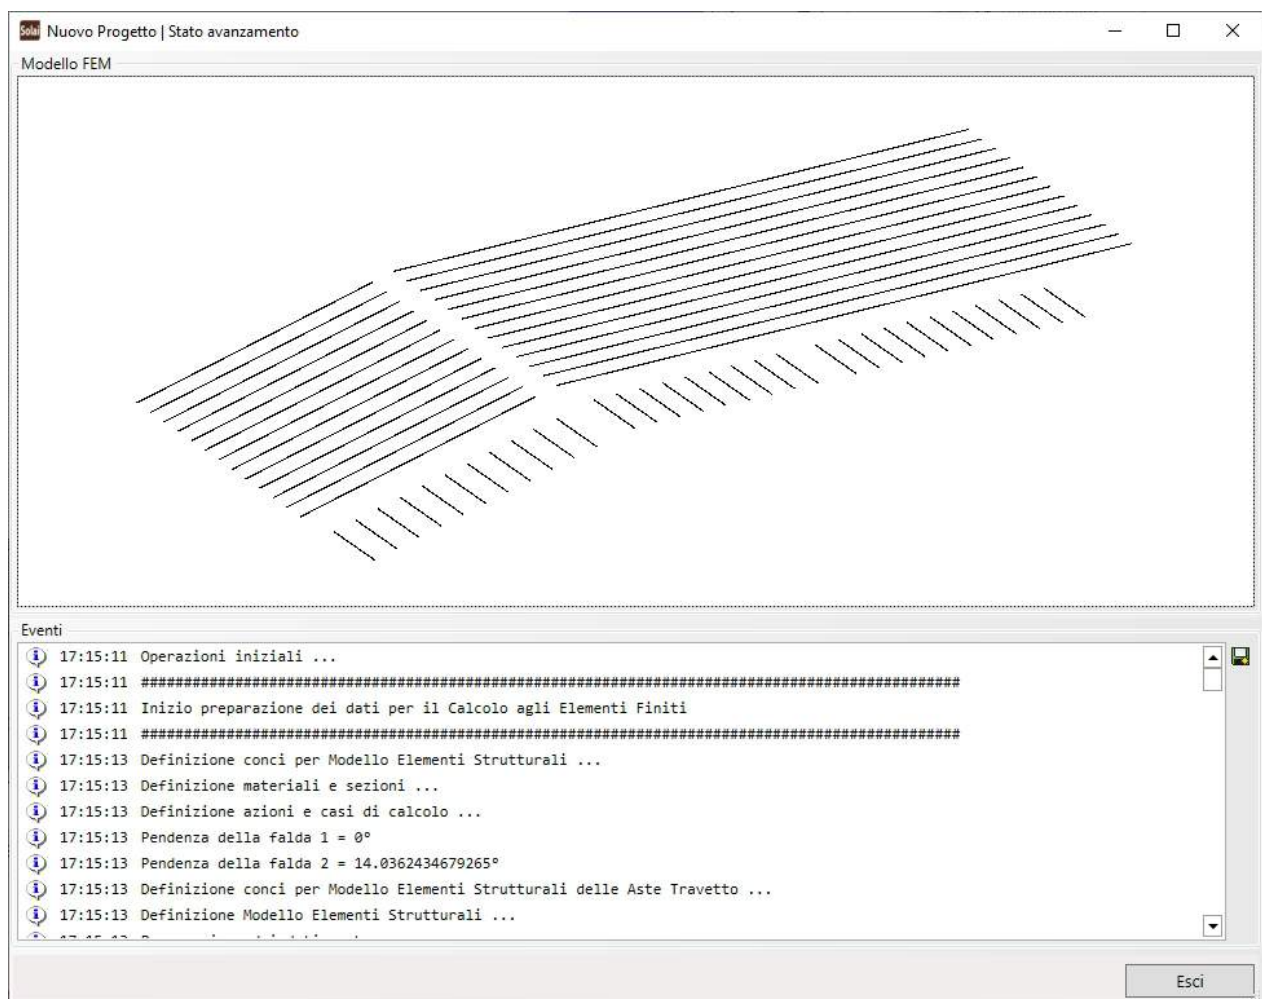 Solai Nuovo Progetto | Stato avanzamento
Modello FEM
Eventi
17:15:11 Operazioni iniziali ...
17:15:11 ################################################################################################
17:15:11 Inizio preparazione dei dati per il Calcolo agli Elementi Finiti
17:15:11 ################################################################################################
17:15:13 Definizione conci per Modello Elementi Strutturali ...
17:15:13 Definizione materiali e sezioni ...
17:15:13 Definizione azioni e casi di calcolo ...
17:15:13 Pendenza della falda 1 = 0°
17:15:13 Pendenza della falda 2 = 14.0362434679265°
17:15:13 Definizione conci per Modello Elementi Strutturali delle Aste Travetto ...
17:15:13 Definizione Modello Elementi Strutturali ...
Esci